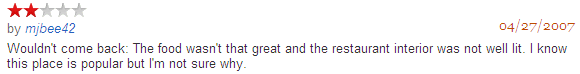 by mjbee42 04/27/2007
Wouldn't come back: The food wasn't that great and the restaurant interior was not well lit. I know
this place is popular but I'm not sure why.